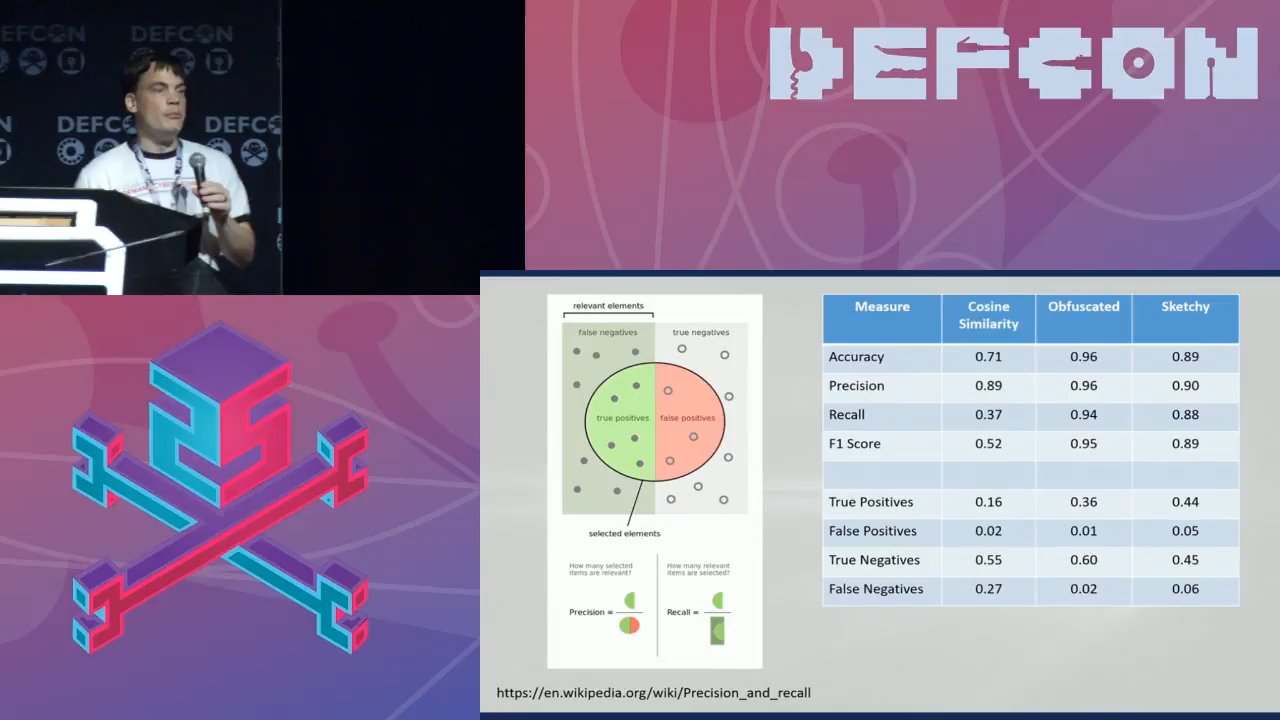 DEFCON
DEFCON
DEFCON
DEFCON
relevant elements
false negatives
true negatives
true positives
false positives
selected elements
How many selected
items are relevant?
How many relevant
items are selected?
Precision =
Recall =
Measure Cosine Similarity Obfuscated Sketchy
Accuracy 0.71 0.96 0.89
Precision 0.89 0.96 0.90
Recall 0.37 0.94 0.88
F1 Score 0.52 0.95 0.89
True Positives 0.16 0.36 0.44
False Positives 0.02 0.01 0.05
True Negatives 0.55 0.60 0.45
False Negatives 0.27 0.02 0.06
https://en.wikipedia.org/wiki/Precision_and_recall